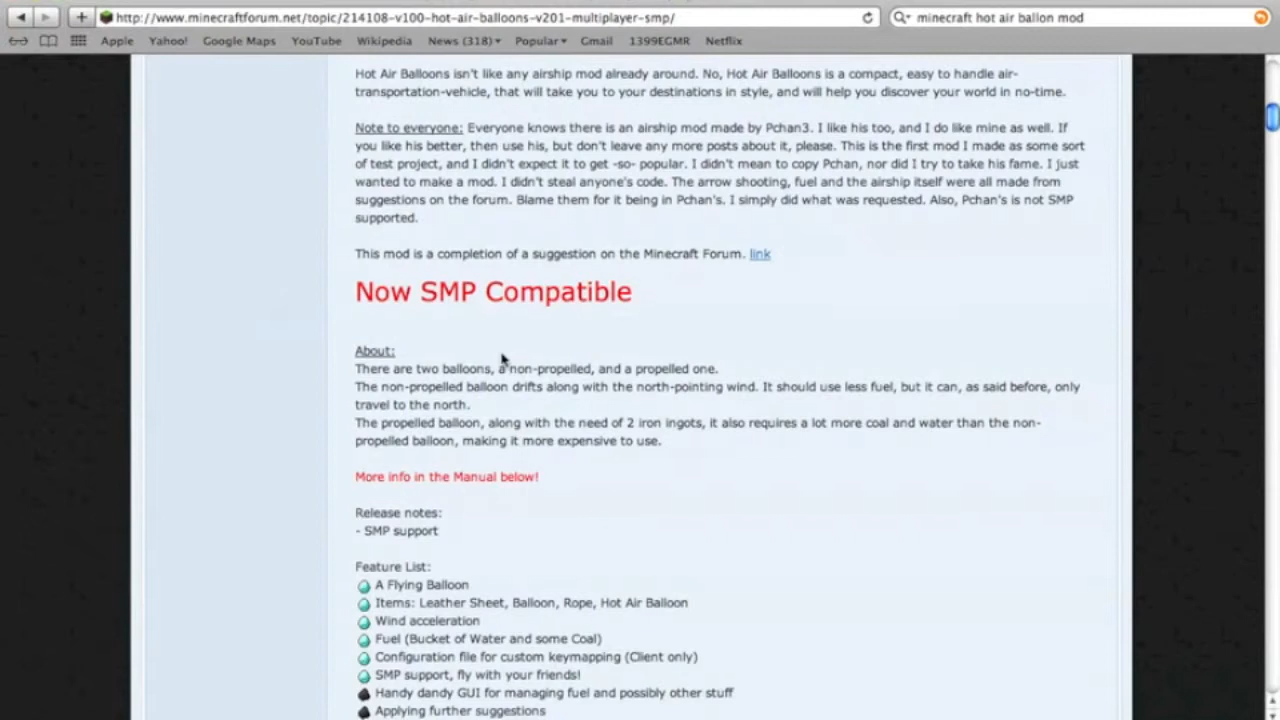 http://www.minecraftforum.net/topic/214108-v100-hot-air-balloons-v201-multiplayer-smp/
minecraft hot air ballon mod
Apple Yahoo! Google Maps YouTube Wikipedia News (318) Popular Gmail 1399EGMR Netflix
Hot Air Balloons isn't like any airship mod already around. No, Hot Air Balloons is a compact, easy to handle air-
transportation-vehicle, that will take you to your destinations in style, and will help you discover your world in no-time.
Note to everyone: Everyone knows there is an airship mod made by Pchan3. I like his too, and I do like mine as well. If
you like his better, then use his, but don't leave any more posts about it, please. This is the first mod I made as some sort
of test project, and I didn't expect it to get -so- popular. I didn't mean to copy Pchan, nor did I try to take his fame. I just
wanted to make a mod. I didn't steal anyone's code. The arrow shooting, fuel and the airship itself were all made from
suggestions on the forum. Blame them for it being in Pchan's. I simply did what was requested. Also, Pchan's is not SMP
supported.
This mod is a completion of a suggestion on the Minecraft Forum. link
Now SMP Compatible
About:
There are two balloons, a non-propelled, and a propelled one.
The non-propelled balloon drifts along with the north-pointing wind. It should use less fuel, but it can, as said before, only
travel to the north.
The propelled balloon, along with the need of 2 iron ingots, it also requires a lot more coal and water than the non-
propelled balloon, making it more expensive to use.
More info in the Manual below!
Release notes:
- SMP support
Feature List:
A Flying Balloon
Items: Leather Sheet, Balloon, Rope, Hot Air Balloon
Wind acceleration
Fuel (Bucket of Water and some Coal)
Configuration file for custom keymapping (Client only)
SMP support, fly with your friends!
Handy dandy GUI for managing fuel and possibly other stuff
Applying further suggestions